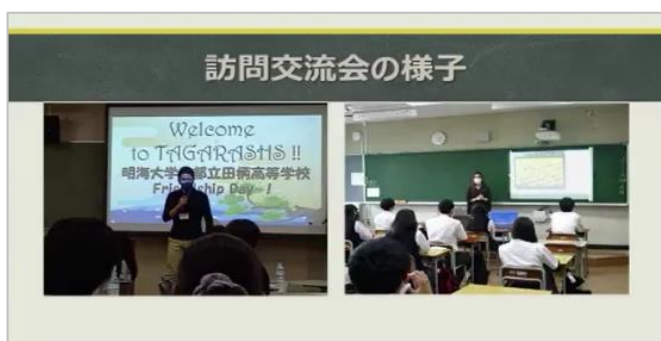 訪問交流会の様子
Welcome
to TAGARASHS !!
明海大学 都立田柄高等学校
Friendship Day !